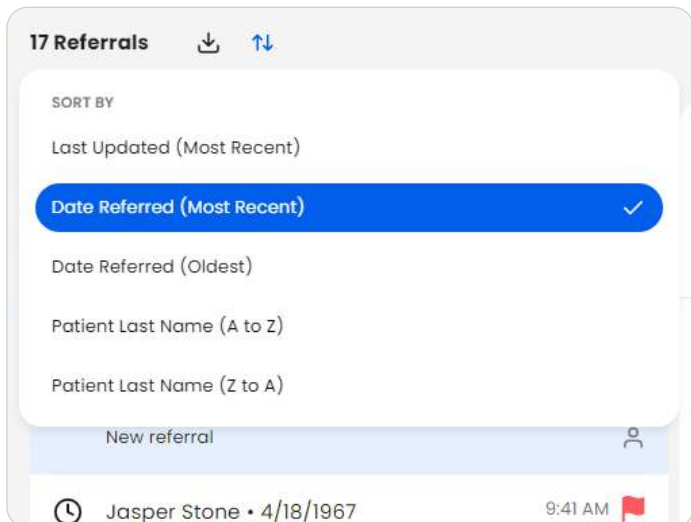 17 Referrals
SORT BY
Last Updated (Most Recent)
Date Referred (Most Recent)
Date Referred (Oldest)
Patient Last Name (A to Z)
Patient Last Name (Z to A)
New referral
Jasper Stone • 4/18/1967 9:41 AM